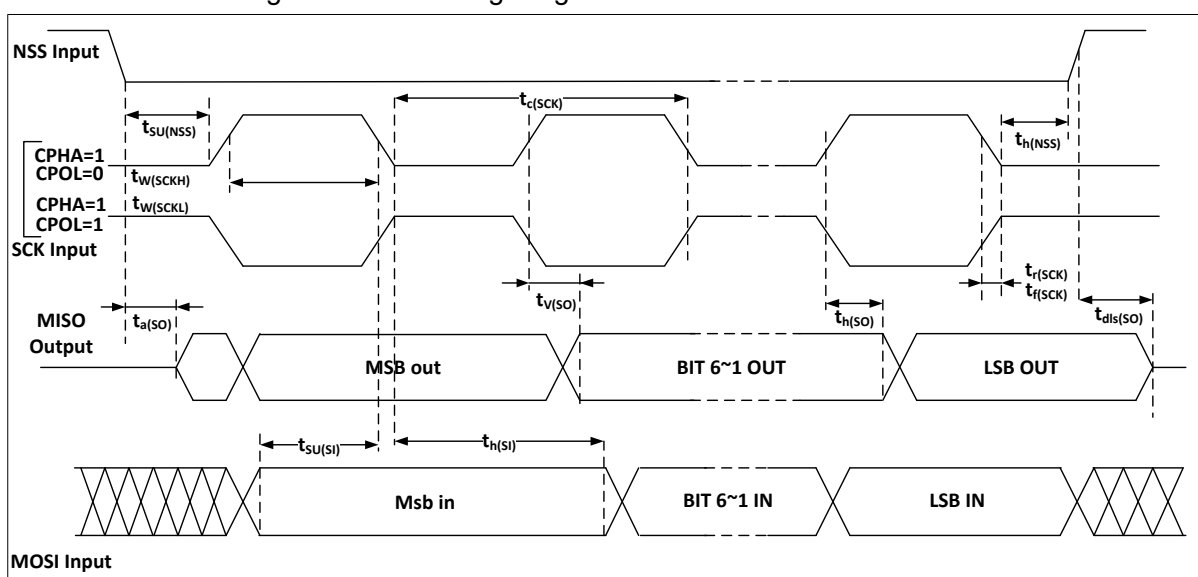 NSS Input
tc(SCK)
tSU(NSS)
th(NSS)
CPHA=1
CPOL=0
tW(SCKH)
CPHA=1
tW(SCKL)
CPOL=1
SCK Input
tr(SCK)
tV(SO)
tf(SCK)
ta(SO)
th(SO)
tdls(SO)
MISO
Output
MSB out
BIT 6~1 OUT
LSB OUT
tSU(SI)
th(SI)
Msb in
BIT 6~1 IN
LSB IN
MOSI Input